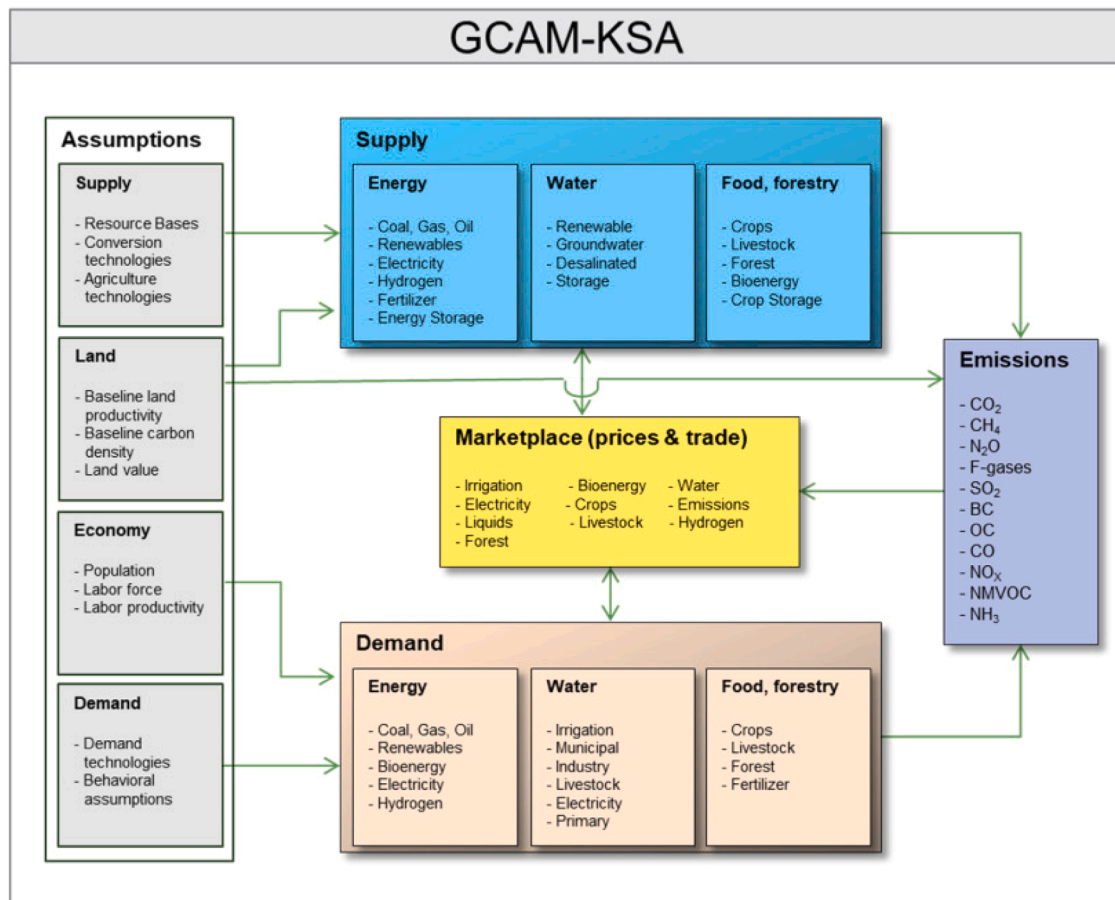 GCAM-KSA
Assumptions
Supply
- Resource Bases
- Conversion
technologies
- Agriculture
technologies
Land
- Baseline land
productivity
- Baseline carbon
density
- Land value
Economy
- Population
- Labor force
- Labor productivity
Demand
- Demand
technologies
- Behavioral
assumptions
Supply
Energy
- Coal, Gas, Oil
- Renewables
- Electricity
- Hydrogen
- Fertilizer
- Energy Storage
Water
- Renewable
- Groundwater
- Desalinated
- Storage
Food, forestry
- Crops
- Livestock
- Forest
- Bioenergy
- Crop Storage
Marketplace (prices & trade)
- Irrigation
- Electricity
- Liquids
- Forest
- Bioenergy
- Crops
- Livestock
- Water
- Emissions
- Hydrogen
Demand
Energy
- Coal, Gas, Oil
- Renewables
- Bioenergy
- Electricity
- Hydrogen
Water
- Irrigation
- Municipal
- Industry
- Livestock
- Electricity
- Primary
Food, forestry
- Crops
- Livestock
- Forest
- Fertilizer
Emissions
- CO₂
- CH₄
- N₂O
- F-gases
- SO₂
- BC
- OC
- CO
- NOₓ
- NMVOC
- NH₃